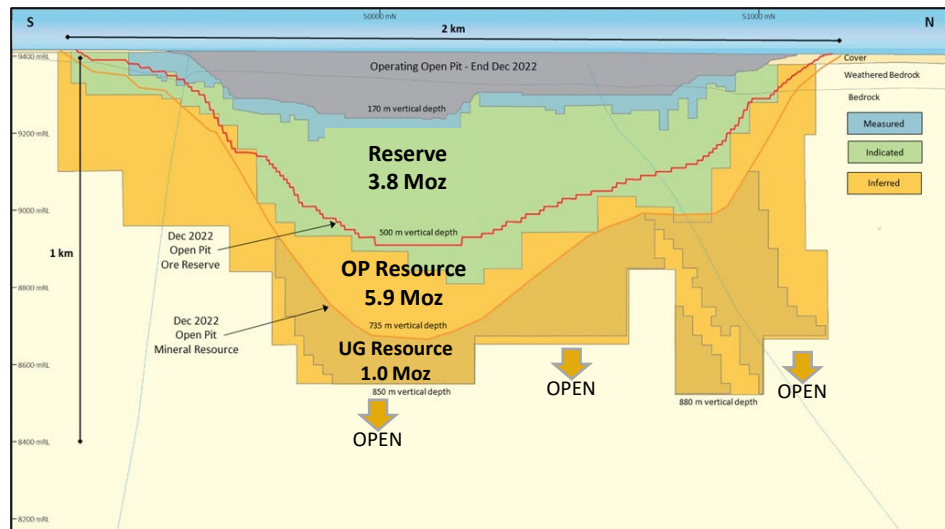 S
50000 mN
51000 mN
N
2 km
9400 mRL
Operating Open Pit - End Dec 2022
Cover
Weathered Bedrock
Bedrock
170 m vertical depth
Measured
Indicated
Inferred
9200 mRL
Reserve
3.8 Moz
9000 mRL
500 m vertical depth
Dec 2022
Open Pit
Ore Reserve
1 km
OP Resource
5.9 Moz
8800 mRL
Dec 2022
Open Pit
Mineral Resource
735 m vertical depth
UG Resource
1.0 Moz
8600 mRL
850 m vertical depth
880 m vertical depth
OPEN
OPEN
OPEN
8400 mRL
8200 mRL